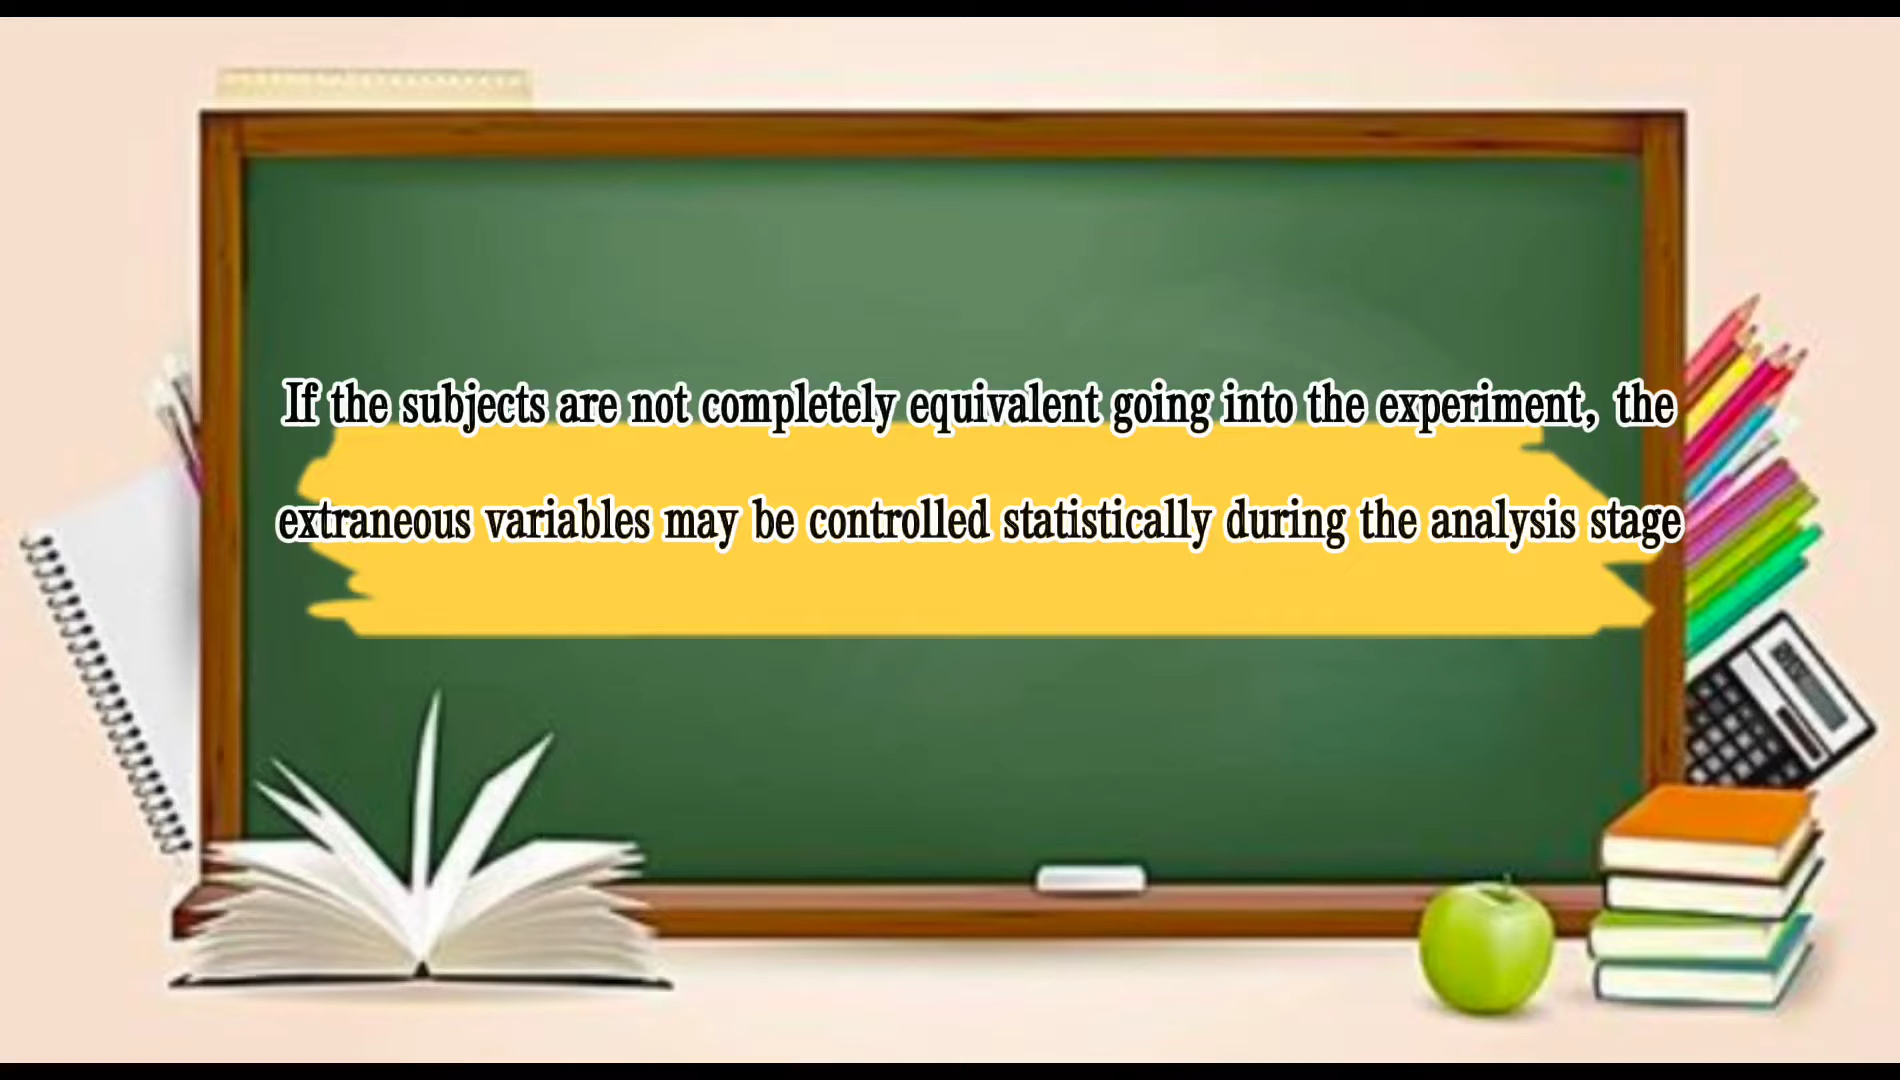 If the subjects are not completely equivalent going into the experiment, the
extraneous variables may be controlled statistically during the analysis stage